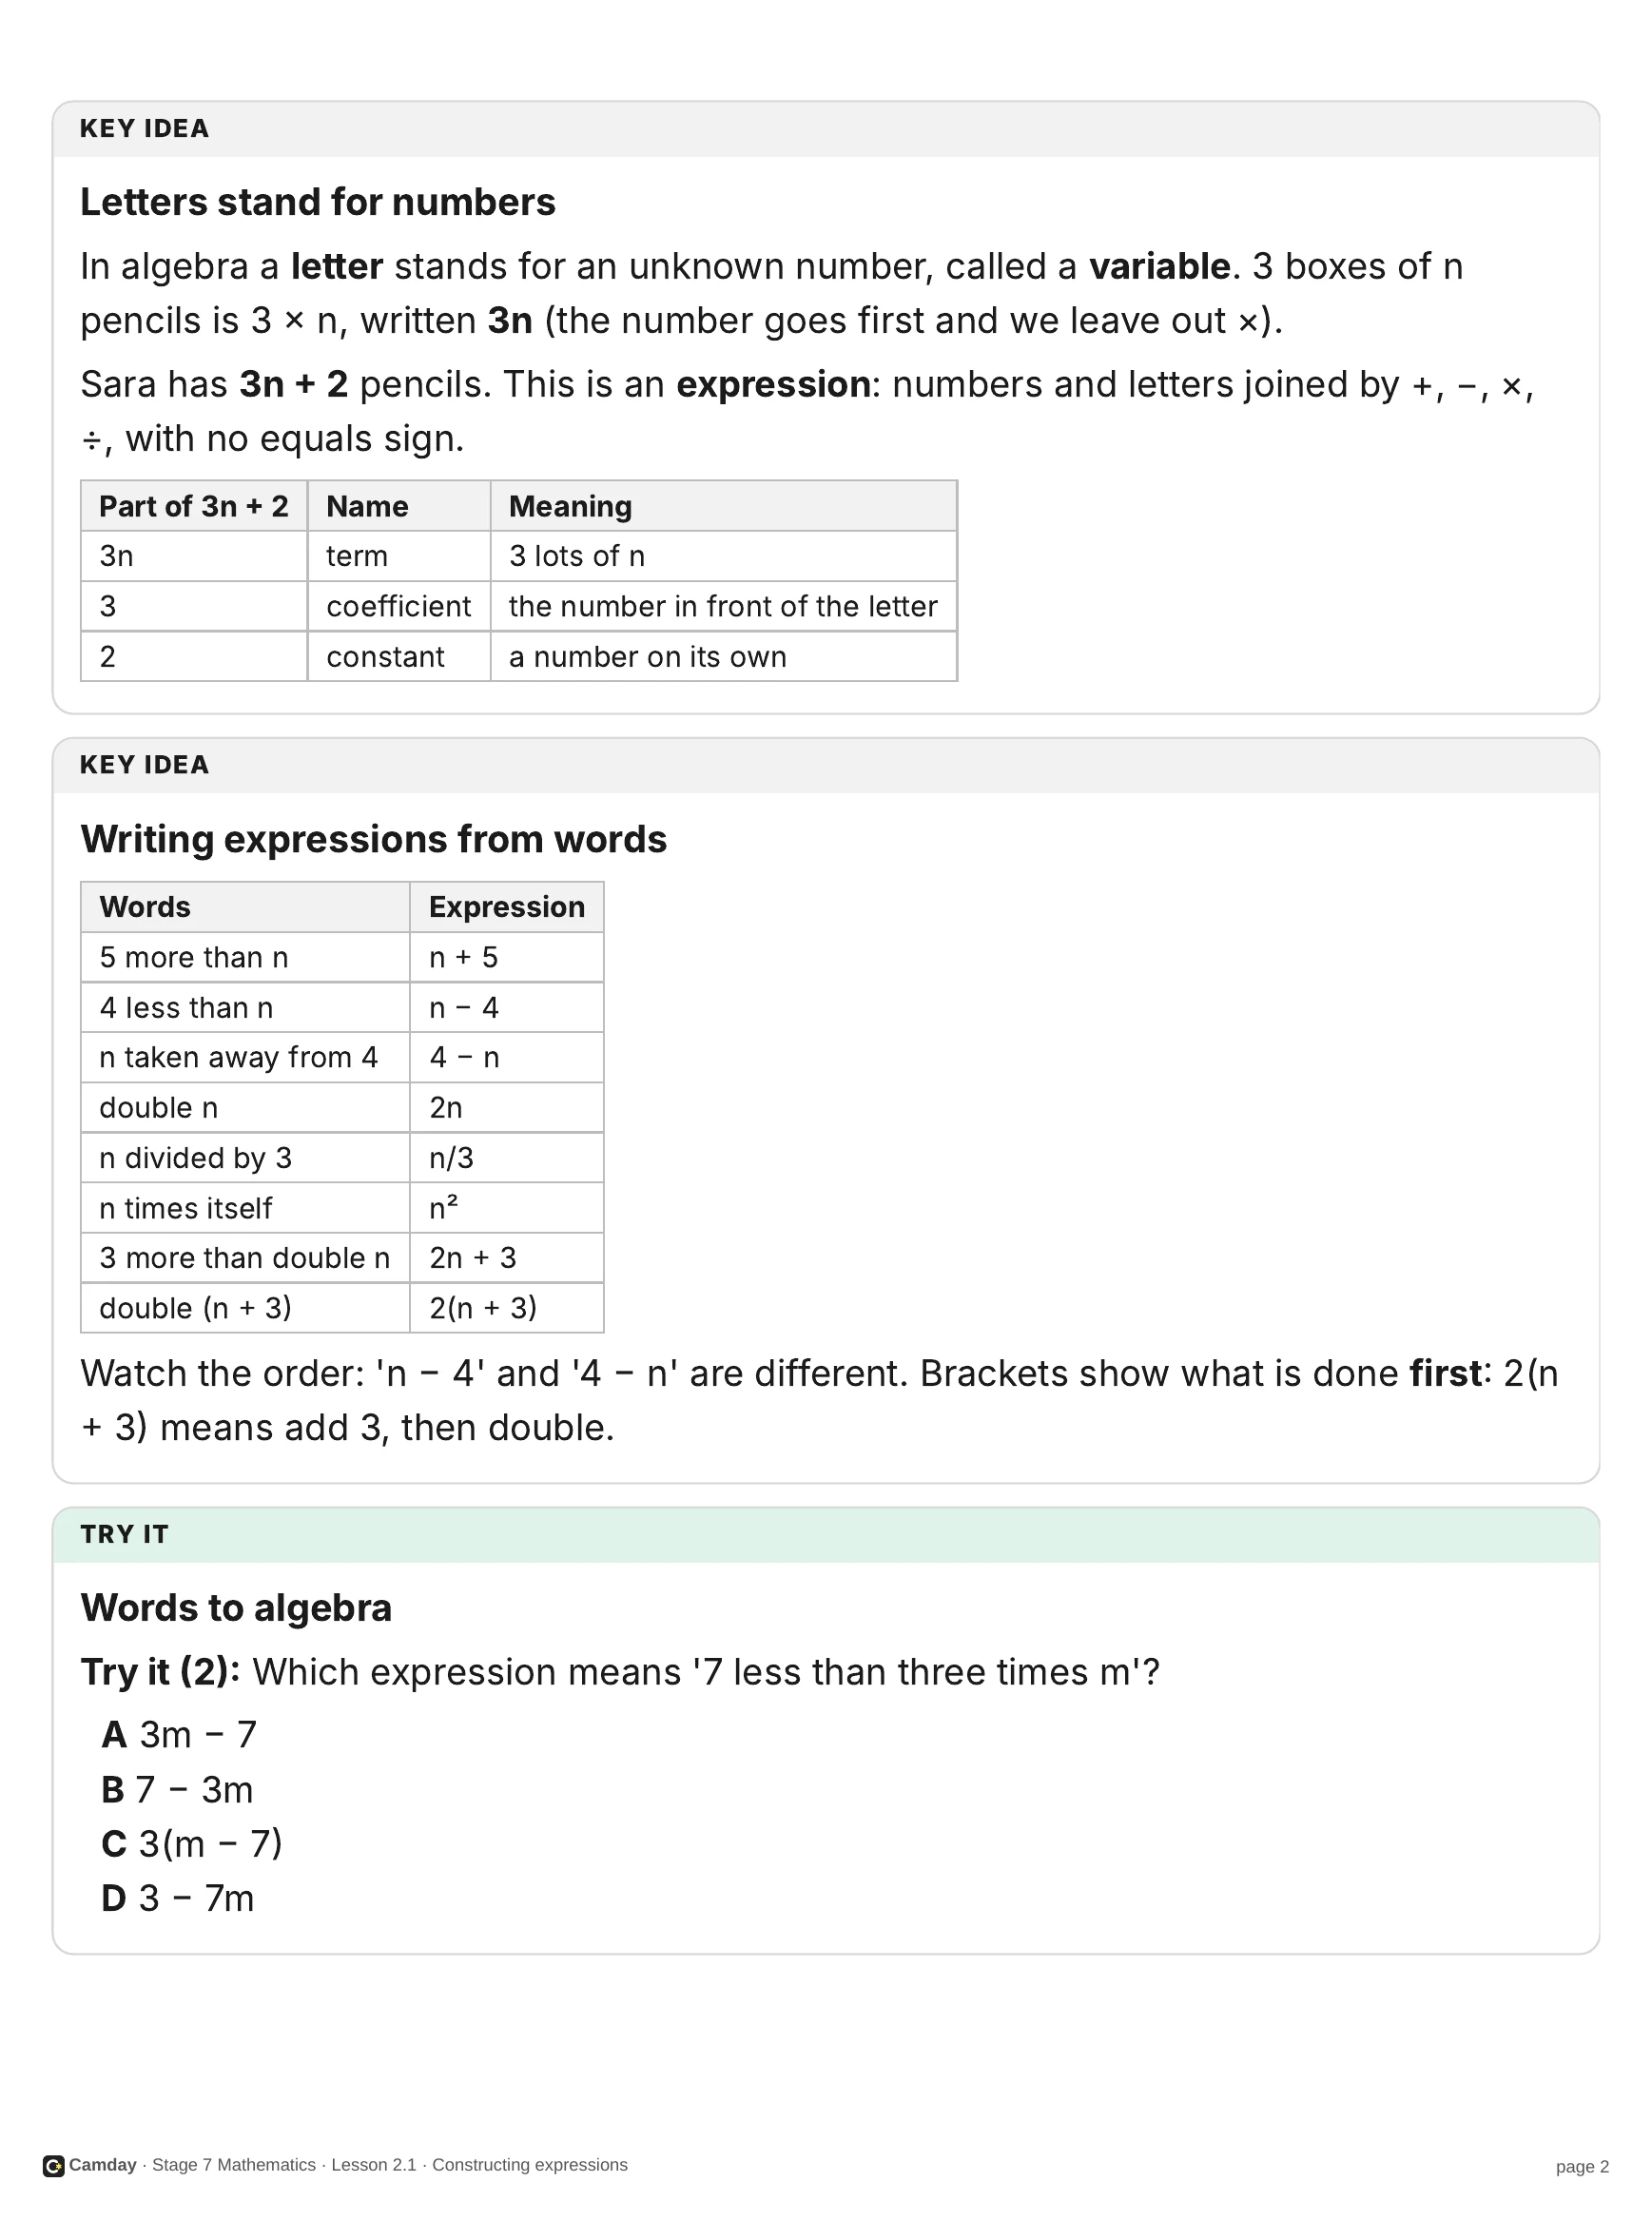 KEY IDEA
Letters stand for numbers
In algebra a letter stands for an unknown number, called a variable. 3 boxes of n
pencils is 3 × n, written 3n (the number goes first and we leave out ×).
Sara has 3n + 2 pencils. This is an expression: numbers and letters joined by +, −, ×,
÷, with no equals sign.
Part of 3n + 2 Name Meaning
3n term 3 lots of n
3 coefficient the number in front of the letter
2 constant a number on its own
KEY IDEA
Writing expressions from words
Words Expression
5 more than n n + 5
4 less than n n − 4
n taken away from 4 4 − n
double n 2n
n divided by 3 n/3
n times itself n²
3 more than double n 2n + 3
double (n + 3) 2(n + 3)
Watch the order: 'n − 4' and '4 − n' are different. Brackets show what is done first: 2(n
+ 3) means add 3, then double.
TRY IT
Words to algebra
Try it (2): Which expression means '7 less than three times m'?
A 3m − 7
B 7 − 3m
C 3(m − 7)
D 3 − 7m
Camday · Stage 7 Mathematics · Lesson 2.1 · Constructing expressions page 2